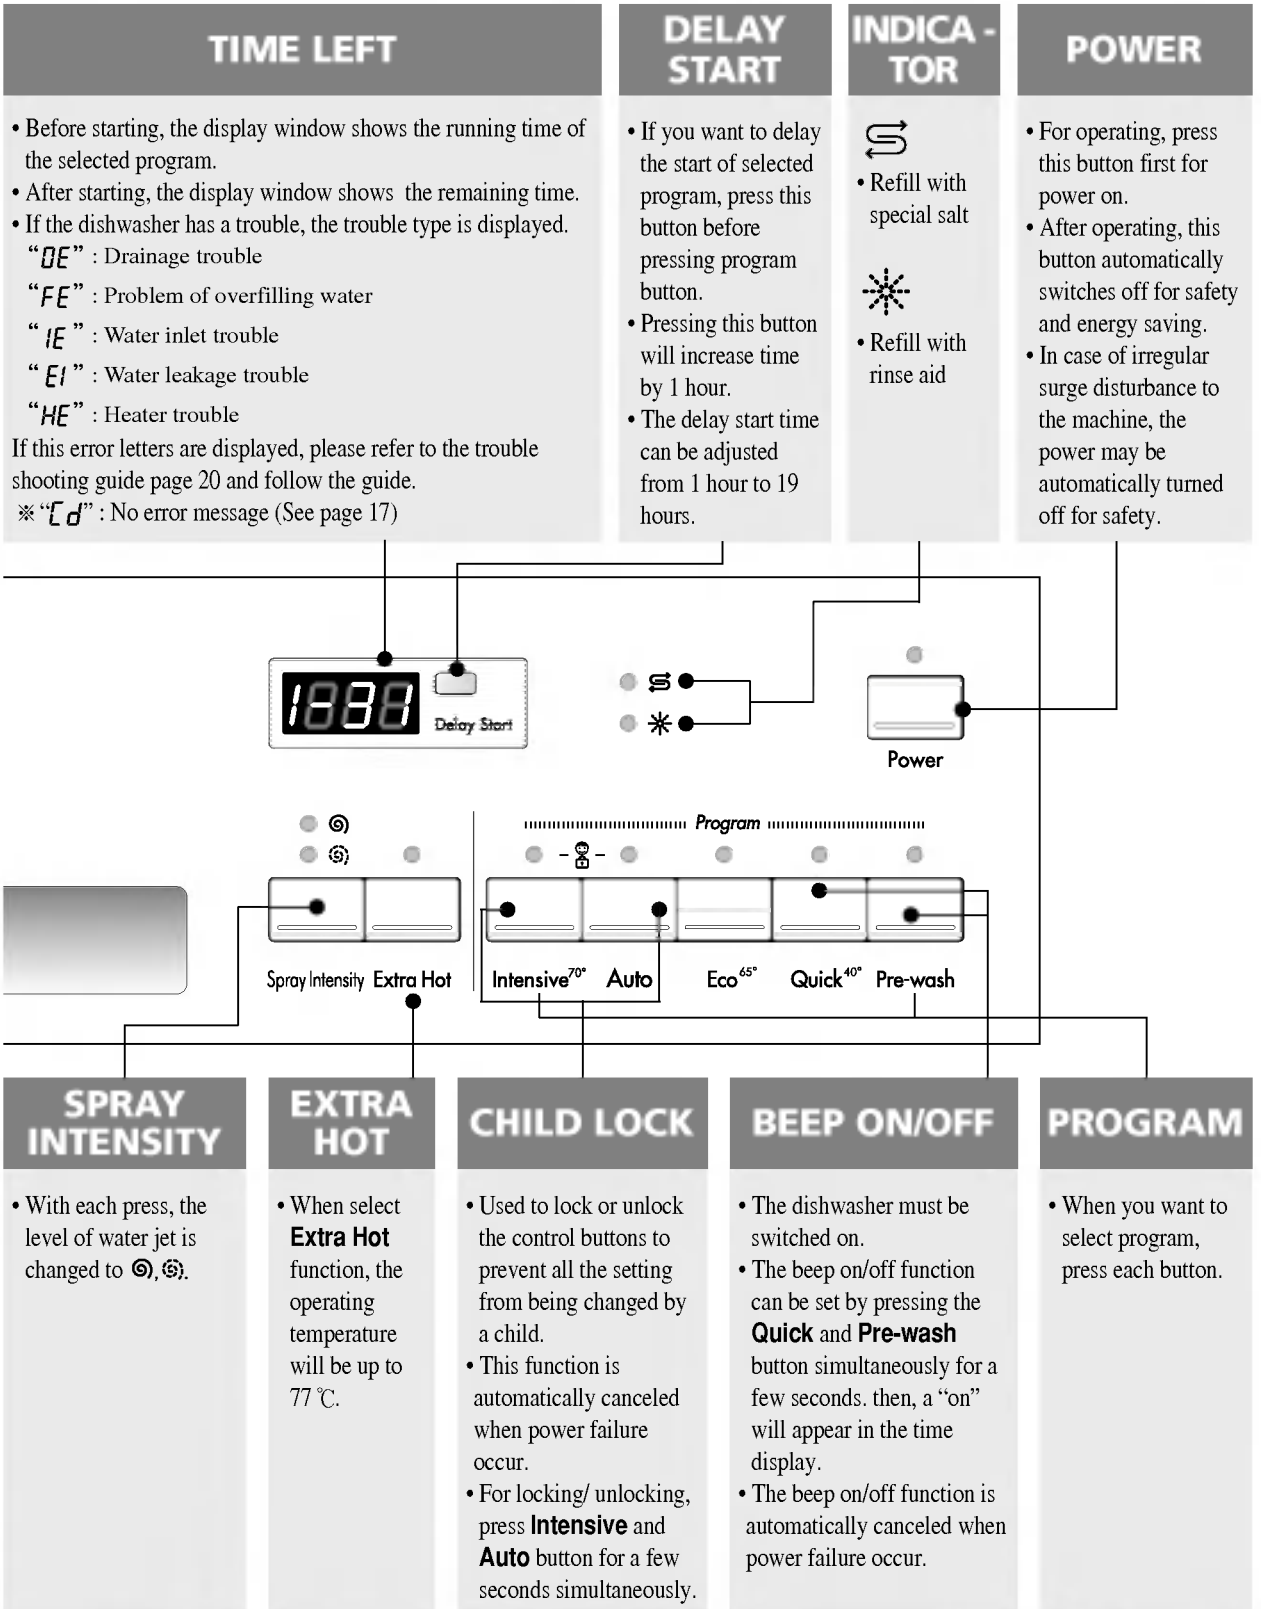 TIME LEFT
• Before starting, the display window shows the running time of
the selected program.
• After starting, the display window shows the remaining time.
• If the dishwasher has a trouble, the trouble type is displayed.
“OE” : Drainage trouble
“FE” : Problem of overfilling water
“ IE ” : Water inlet trouble
“ E1 ” : Water leakage trouble
“HE” : Heater trouble
If this error letters are displayed, please refer to the trouble
shooting guide page 20 and follow the guide.
※ “Cd” : No error message (See page 17)
DELAY
START
• If you want to delay
the start of selected
program, press this
button before
pressing program
button.
• Pressing this button
will increase time
by 1 hour.
• The delay start time
can be adjusted
from 1 hour to 19
hours.
INDICA -
TOR
• Refill with
special salt
• Refill with
rinse aid
POWER
• For operating, press
this button first for
power on.
• After operating, this
button automatically
switches off for safety
and energy saving.
• In case of irregular
surge disturbance to
the machine, the
power may be
automatically turned
off for safety.
1-31
Delay Start
Power
Program
Spray Intensity
Extra Hot
Intensive70°
Auto
Eco65°
Quick40°
Pre-wash
SPRAY
INTENSITY
• With each press, the
level of water jet is
changed to , .
EXTRA
HOT
• When select
Extra Hot
function, the
operating
temperature
will be up to
77 ℃.
CHILD LOCK
• Used to lock or unlock
the control buttons to
prevent all the setting
from being changed by
a child.
• This function is
automatically canceled
when power failure
occur.
• For locking/ unlocking,
press Intensive and
Auto button for a few
seconds simultaneously.
BEEP ON/OFF
• The dishwasher must be
switched on.
• The beep on/off function
can be set by pressing the
Quick and Pre-wash
button simultaneously for a
few seconds. then, a “on”
will appear in the time
display.
• The beep on/off function is
automatically canceled when
power failure occur.
PROGRAM
• When you want to
select program,
press each button.